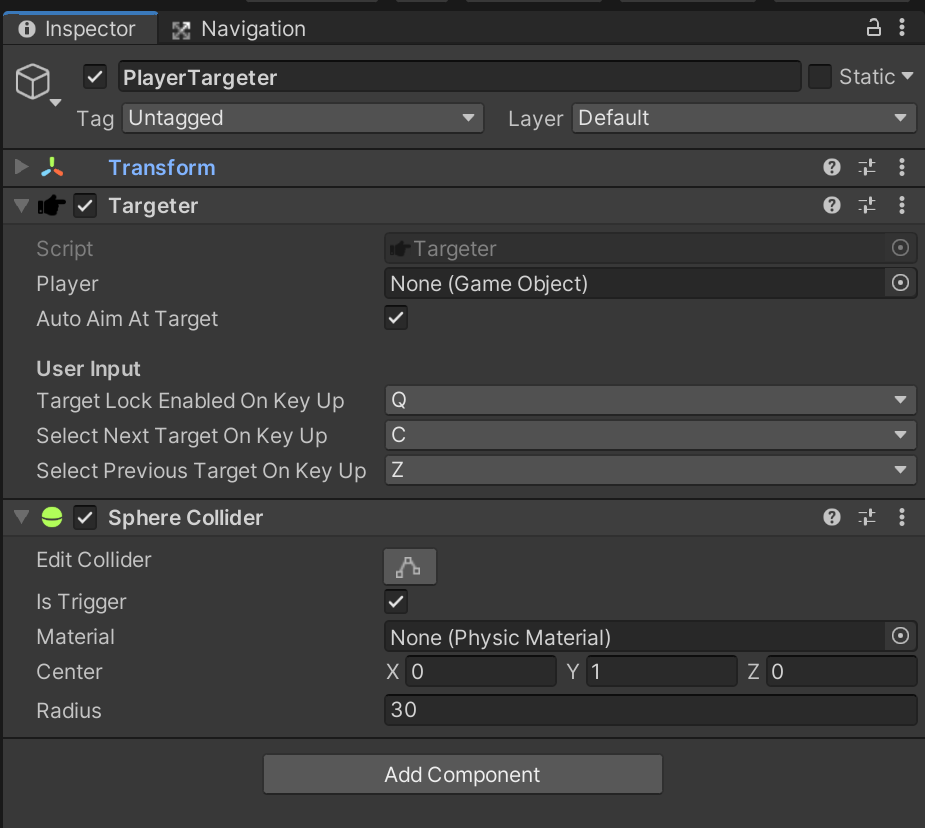 Inspector Navigation
PlayerTargeter Static
Tag Untagged Layer Default
Transform
Targeter
Script Targeter
Player None (Game Object)
Auto Aim At Target
User Input
Target Lock Enabled On Key Up Q
Select Next Target On Key Up C
Select Previous Target On Key Up Z
Sphere Collider
Edit Collider
Is Trigger
Material None (Physic Material)
Center X 0 Y 1 Z 0
Radius 30
Add Component